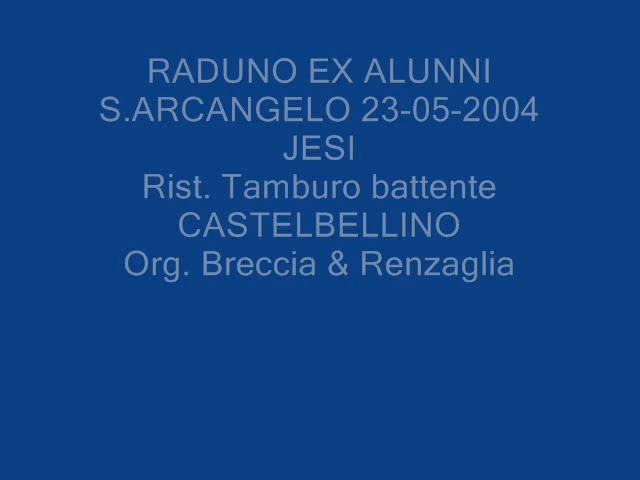 RADUNO EX ALUNNI
S.ARCANGELO 23-05-2004
JESI
Rist. Tamburo battente
CASTELBELLINO
Org. Breccia & Renzaglia